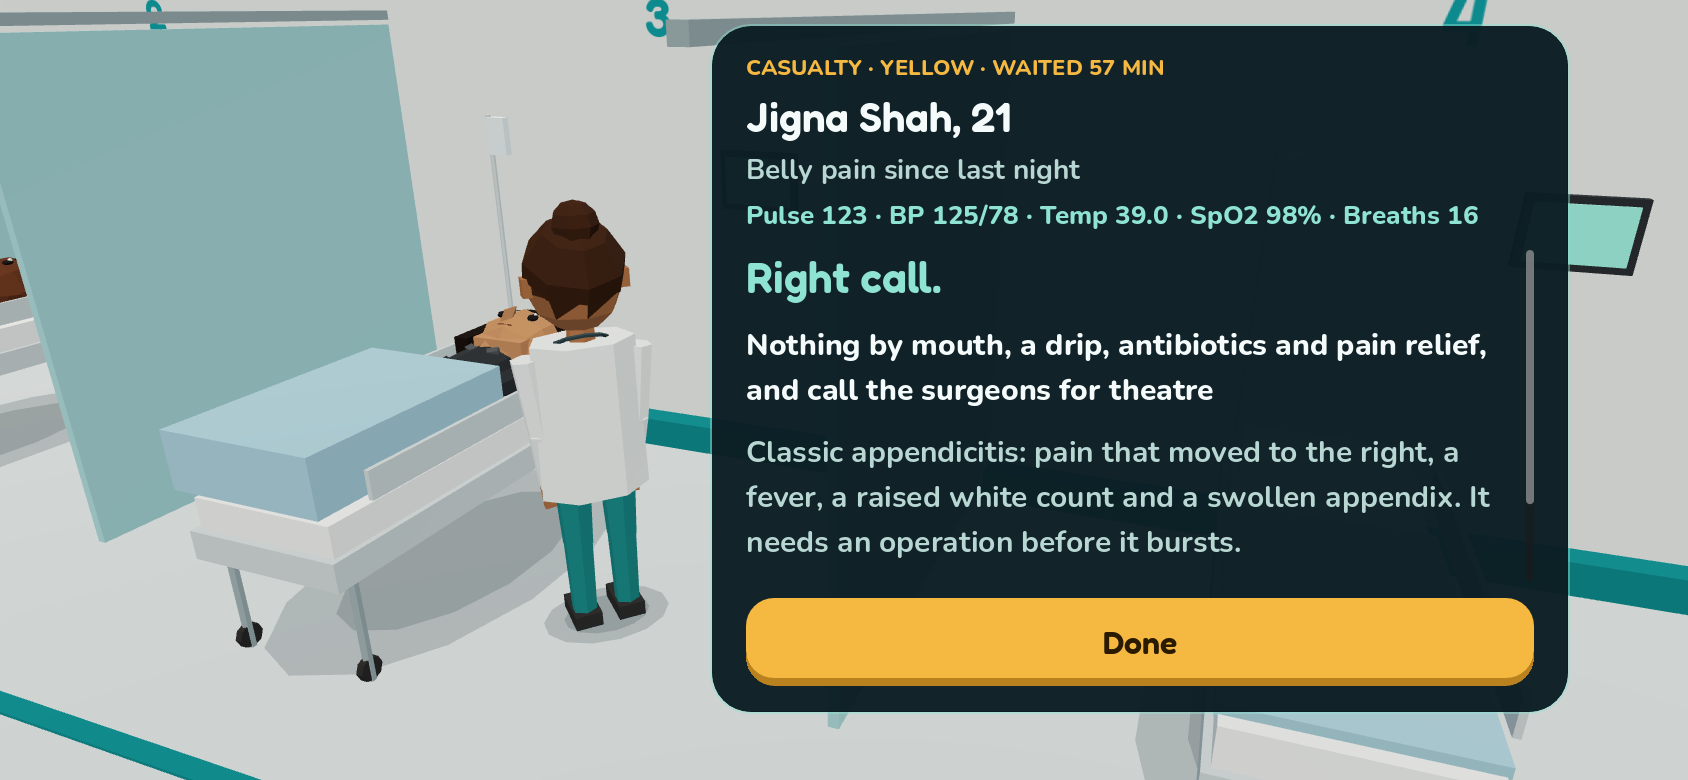 2
3
4
CASUALTY · YELLOW · WAITED 57 MIN
Jigna Shah, 21
Belly pain since last night
Pulse 123 · BP 125/78 · Temp 39.0 · SpO2 98% · Breaths 16
Right call.
Nothing by mouth, a drip, antibiotics and pain relief,
and call the surgeons for theatre
Classic appendicitis: pain that moved to the right, a
fever, a raised white count and a swollen appendix. It
needs an operation before it bursts.
Done